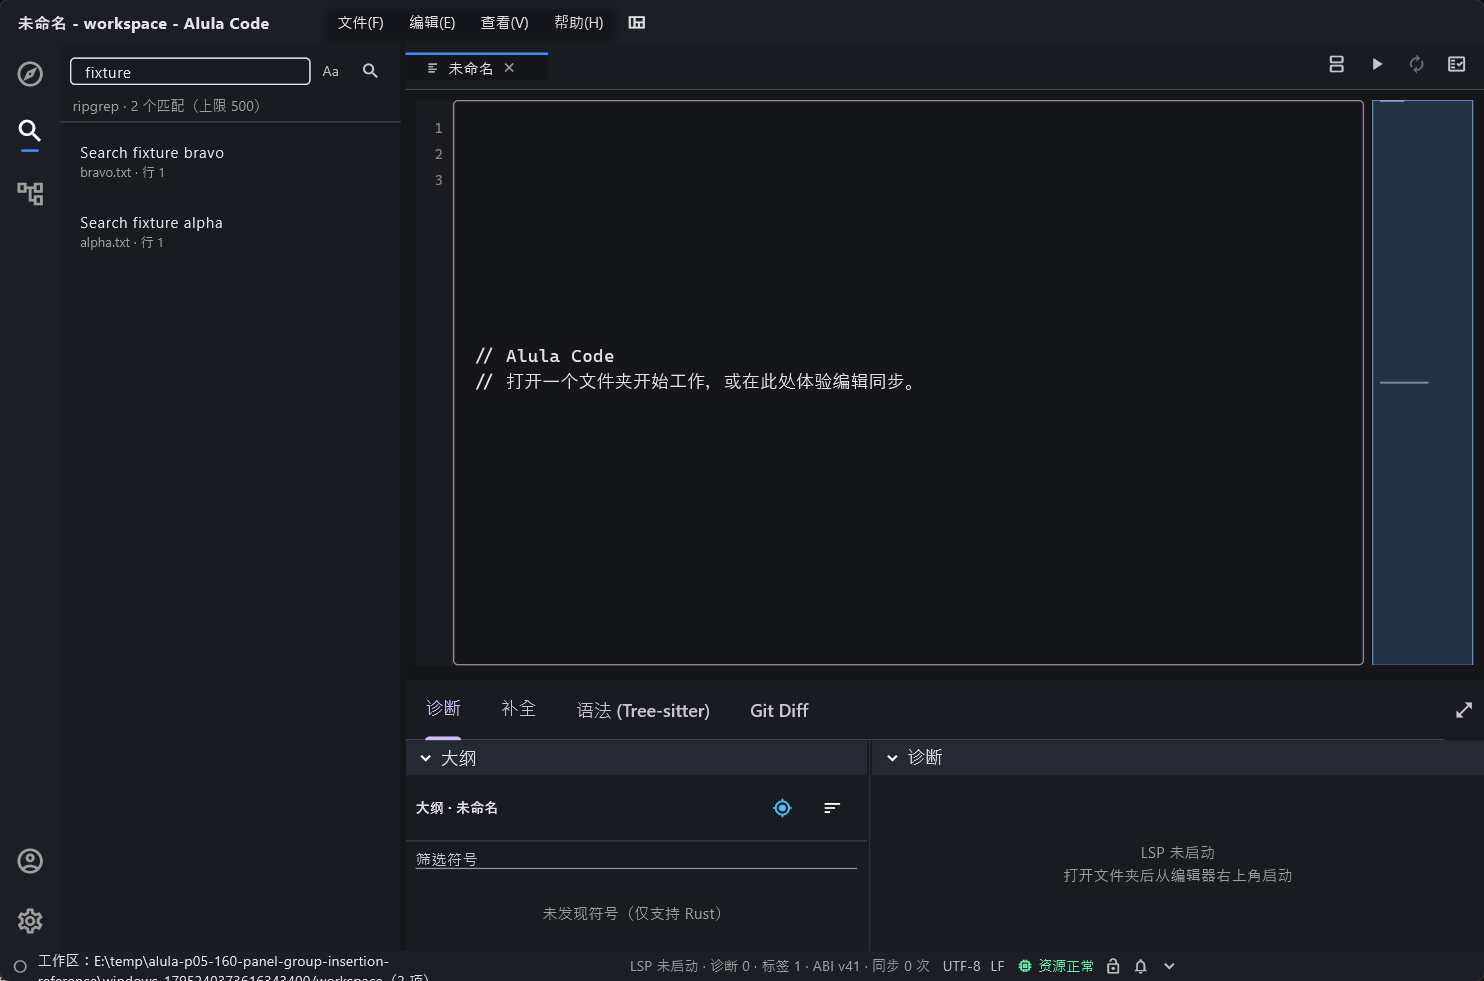 未命名 - workspace - Alula Code
文件(F) 编辑(E) 查看(V) 帮助(H)
fixture
Aa
ripgrep · 2 个匹配（上限 500）
Search fixture bravo
bravo.txt · 行 1
Search fixture alpha
alpha.txt · 行 1
未命名
1
2
3
// Alula Code
// 打开一个文件夹开始工作，或在此处体验编辑同步。
诊断 补全 语法 (Tree-sitter) Git Diff
大纲
大纲 · 未命名
筛选符号
未发现符号（仅支持 Rust）
诊断
LSP 未启动
打开文件夹后从编辑器右上角启动
工作区：E:\temp\alula-p05-160-panel-group-insertion-
reference\windows-1795240373616343400/workspace（2 项）
LSP 未启动 · 诊断 0 · 标签 1 · ABI v41 · 同步 0 次 UTF-8 LF 资源正常